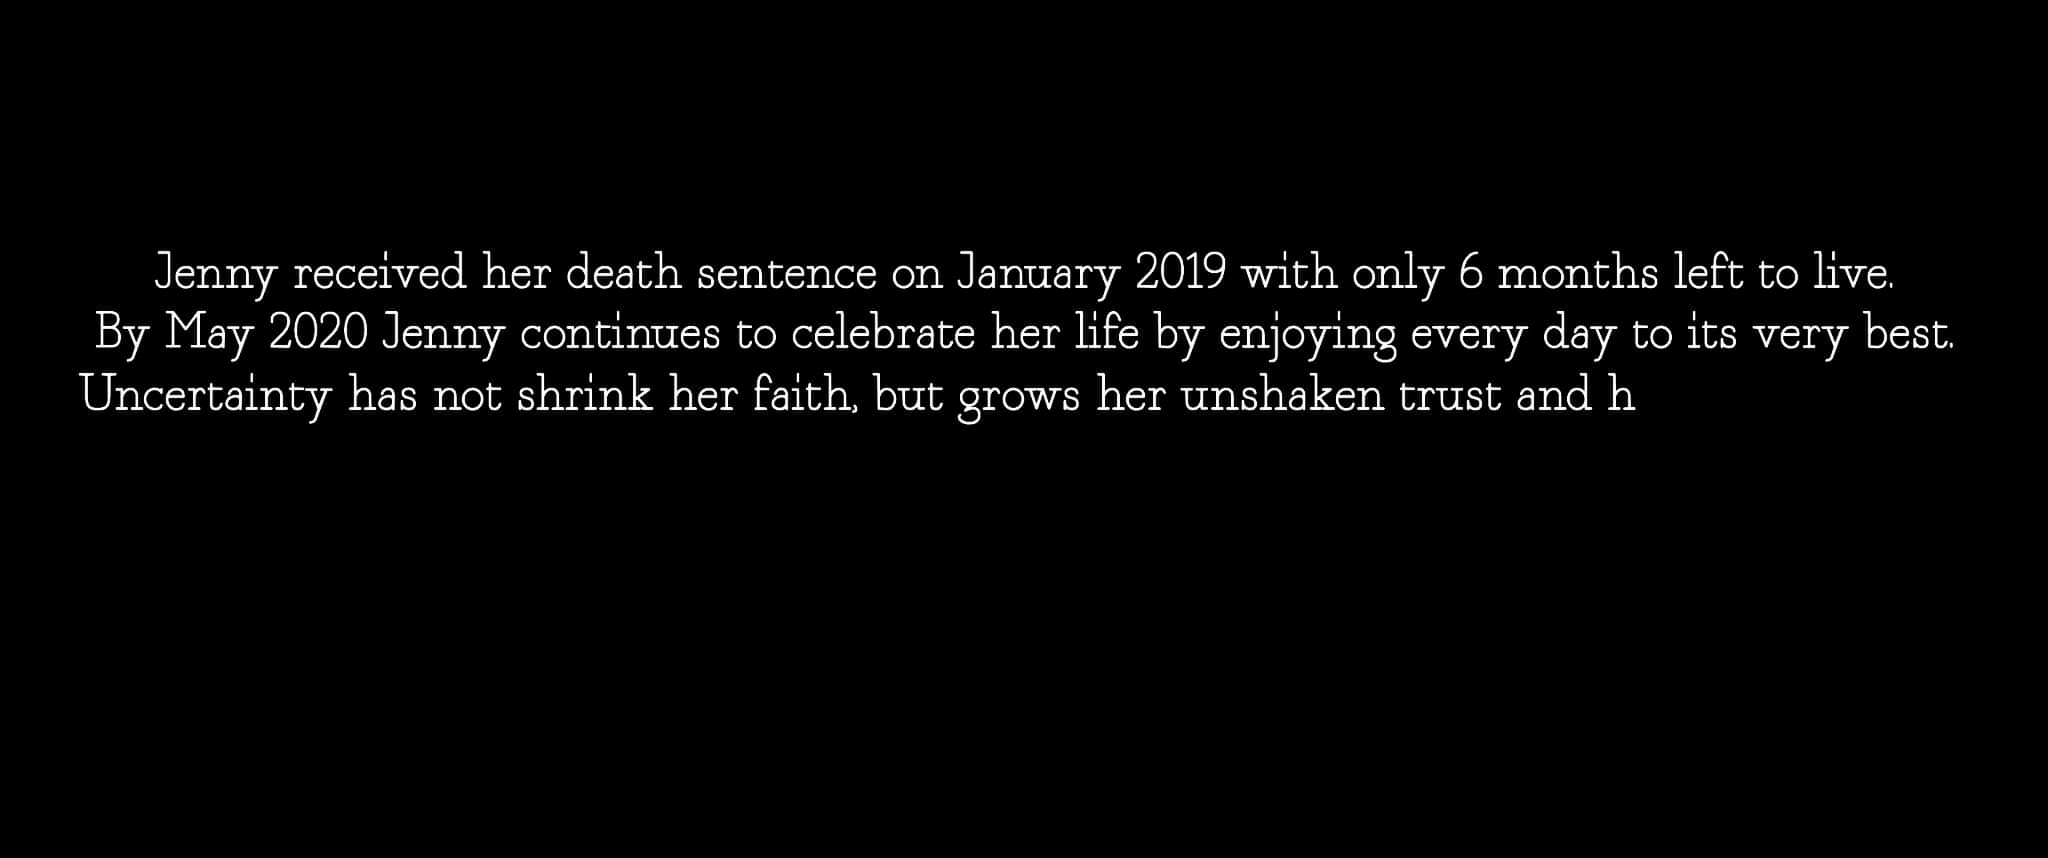 Jenny received her death sentence on January 2019 with only 6 months left to live.
By May 2020 Jenny continues to celebrate her life by enjoying every day to its very best.
Uncertainty has not shrink her faith, but grows her unshaken trust and h